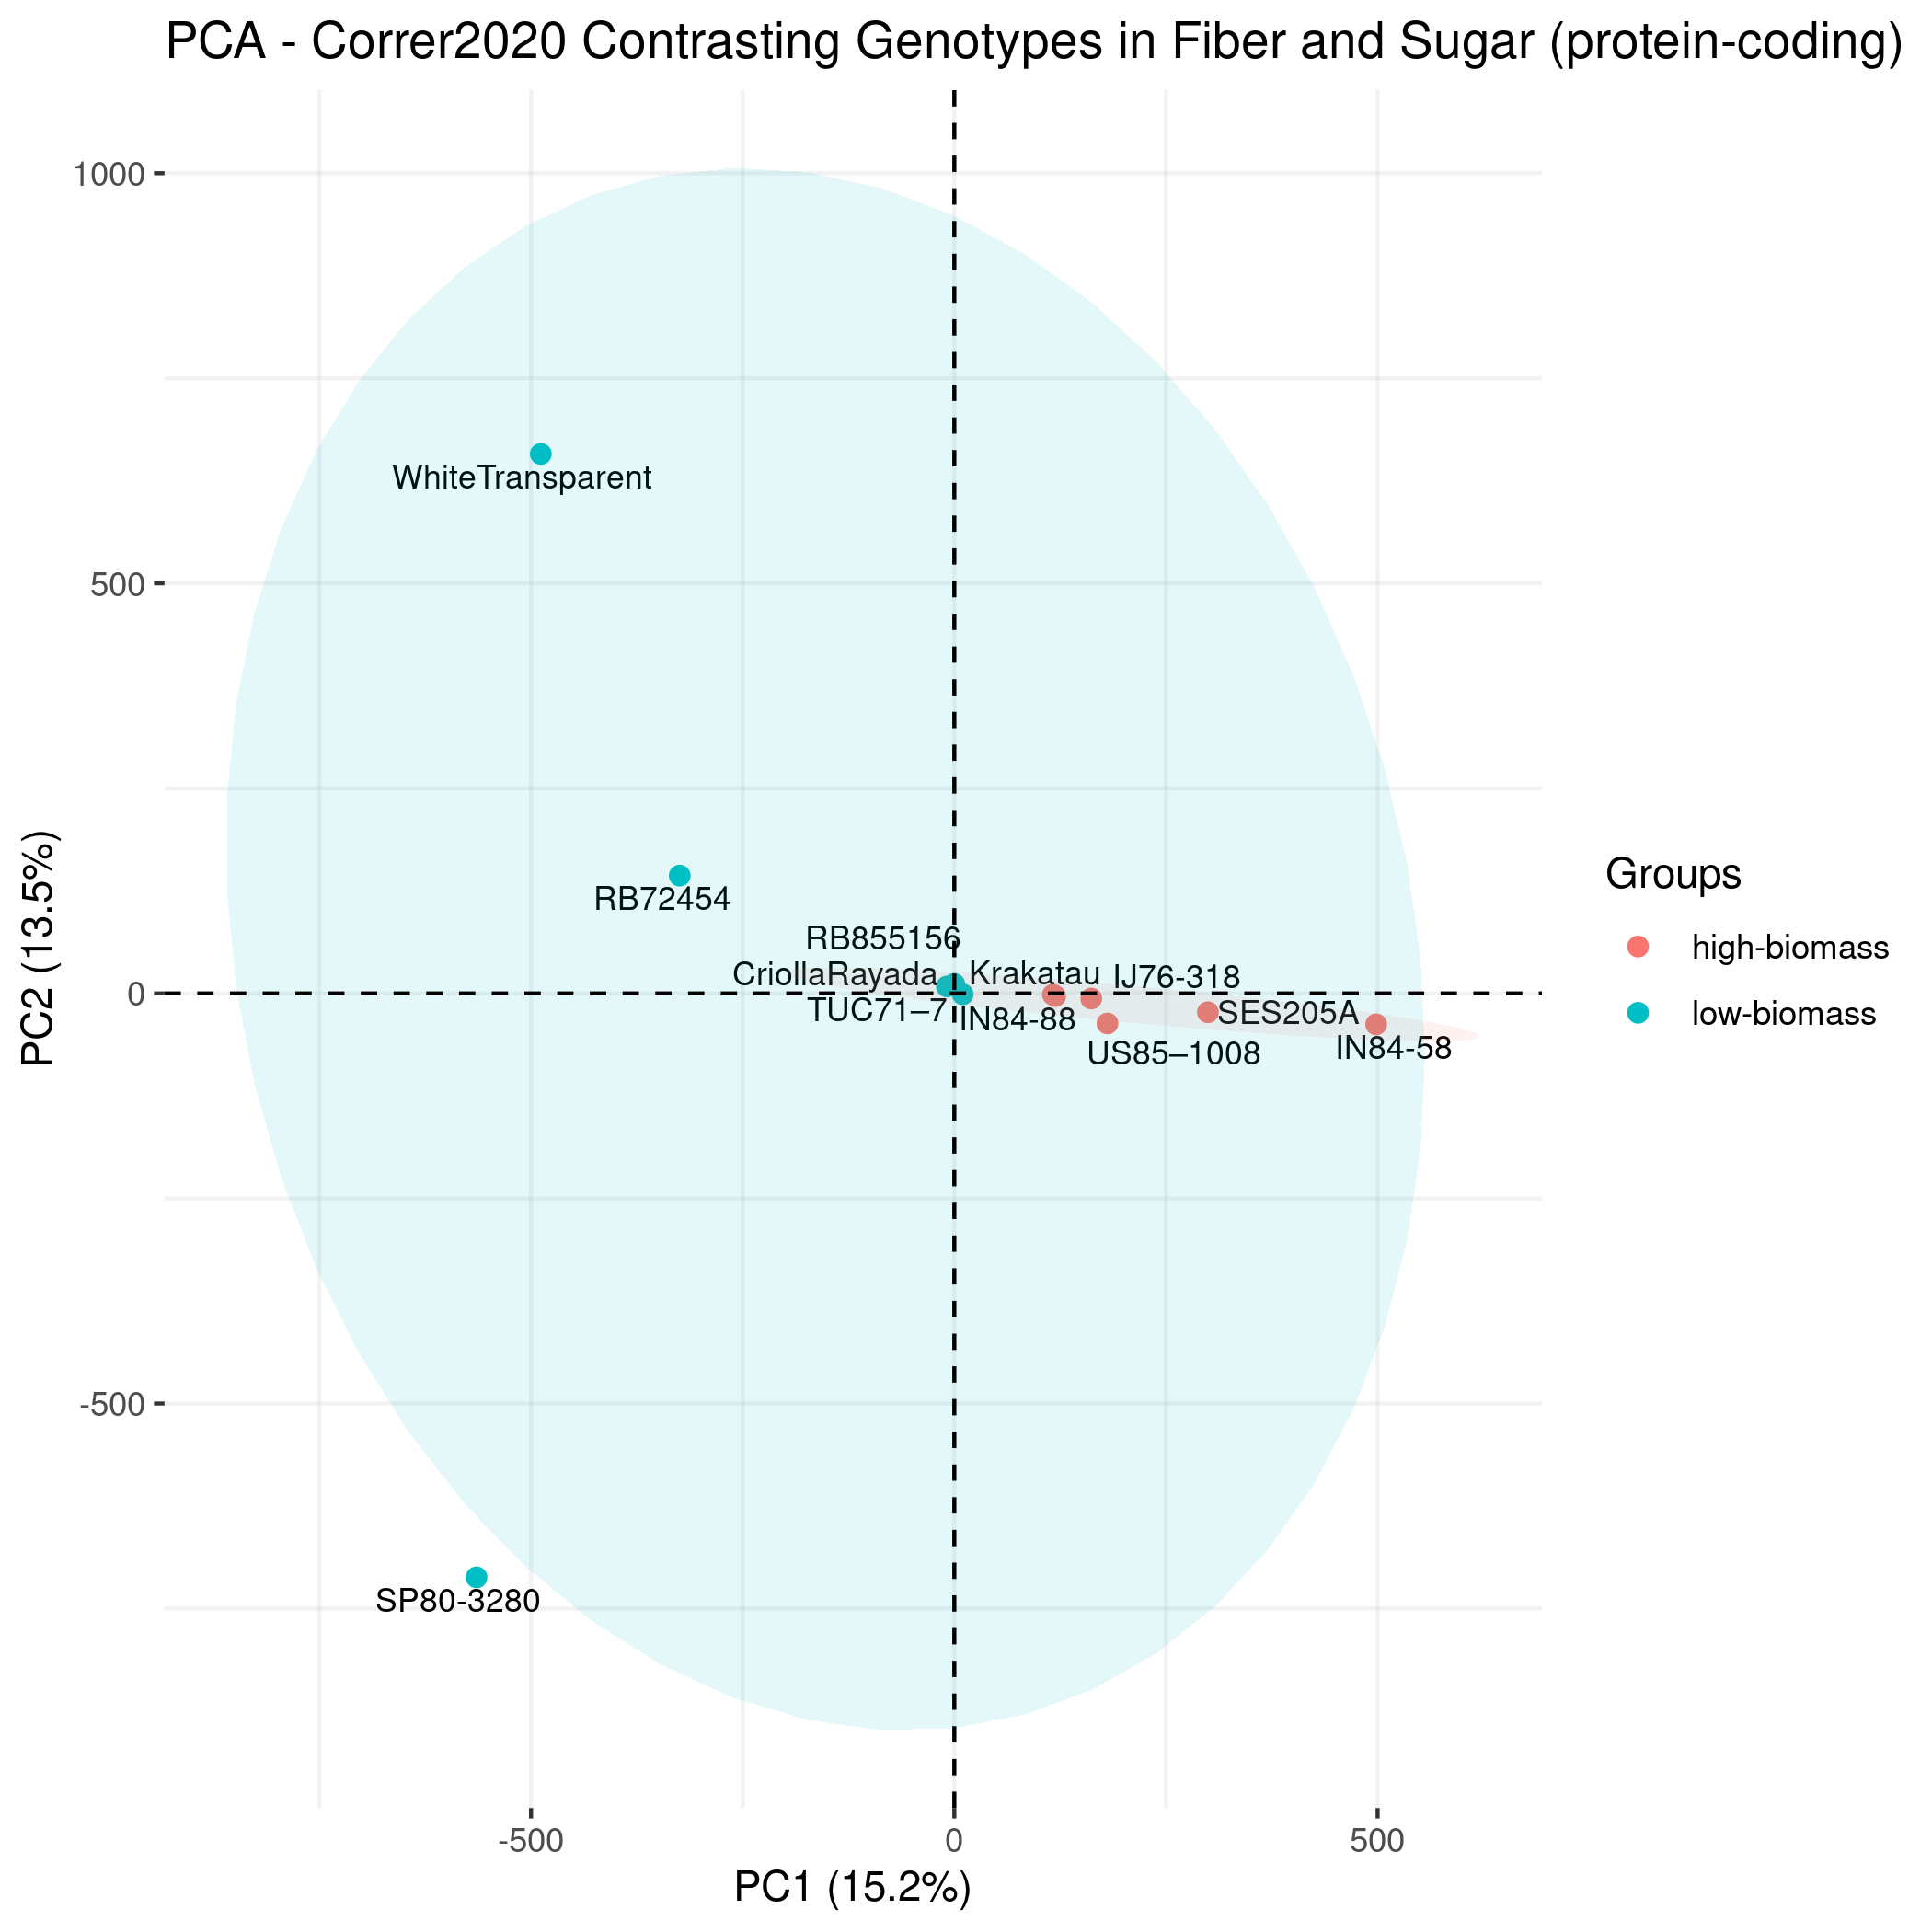 PCA - Correr2020 Contrasting Genotypes in Fiber and Sugar (protein-coding)
1000
500
0
-500
PC2 (13.5%)
WhiteTransparent
RB72454
RB855156
CriollaRayada
Krakatau
IJ76-318
TUC71–7
IN84-88
SES205A
US85–1008
IN84-58
SP80-3280
-500
0
500
PC1 (15.2%)
Groups
high-biomass
low-biomass